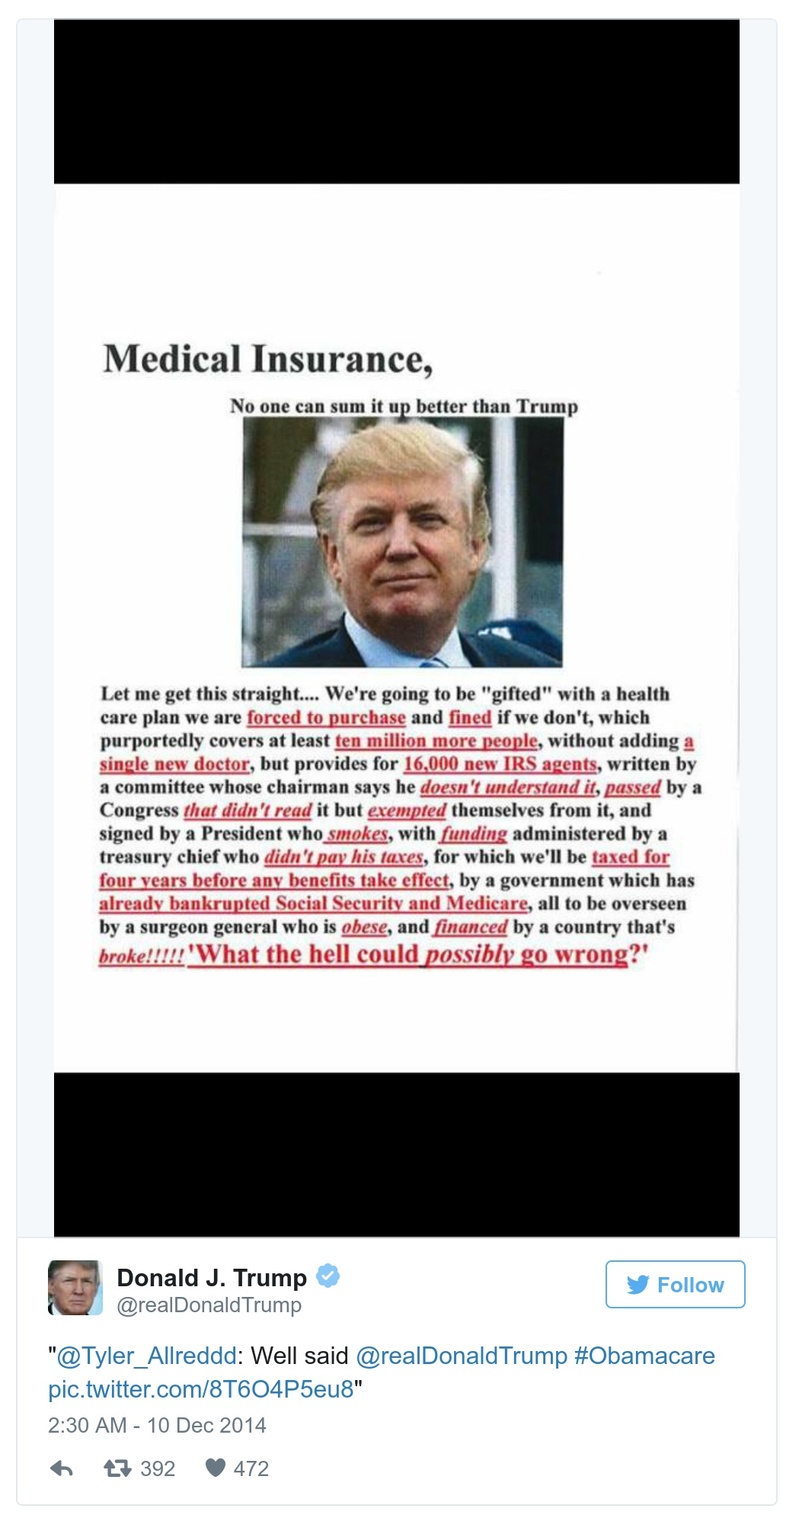 Medical Insurance,
No one can sum it up better than Trump
Let me get this straight.... We're going to be "gifted" with a health
care plan we are forced to purchase and fined if we don't, which
purportedly covers at least ten million more people, without adding a
single new doctor, but provides for 16,000 new IRS agents, written by
a committee whose chairman says he doesn't understand it, passed by a
Congress that didn't read it but exempted themselves from it, and
signed by a President who smokes, with funding administered by a
treasury chief who didn't pay his taxes, for which we'll be taxed for
four years before any benefits take effect, by a government which has
already bankrupted Social Security and Medicare, all to be overseen
by a surgeon general who is obese, and financed by a country that's
broke!!!!! 'What the hell could possibly go wrong?'
Donald J. Trump
@realDonaldTrump
Follow
"@Tyler_Allreddd: Well said @realDonaldTrump #Obamacare
pic.twitter.com/8T6O4P5eu8"
2:30 AM - 10 Dec 2014
392 472